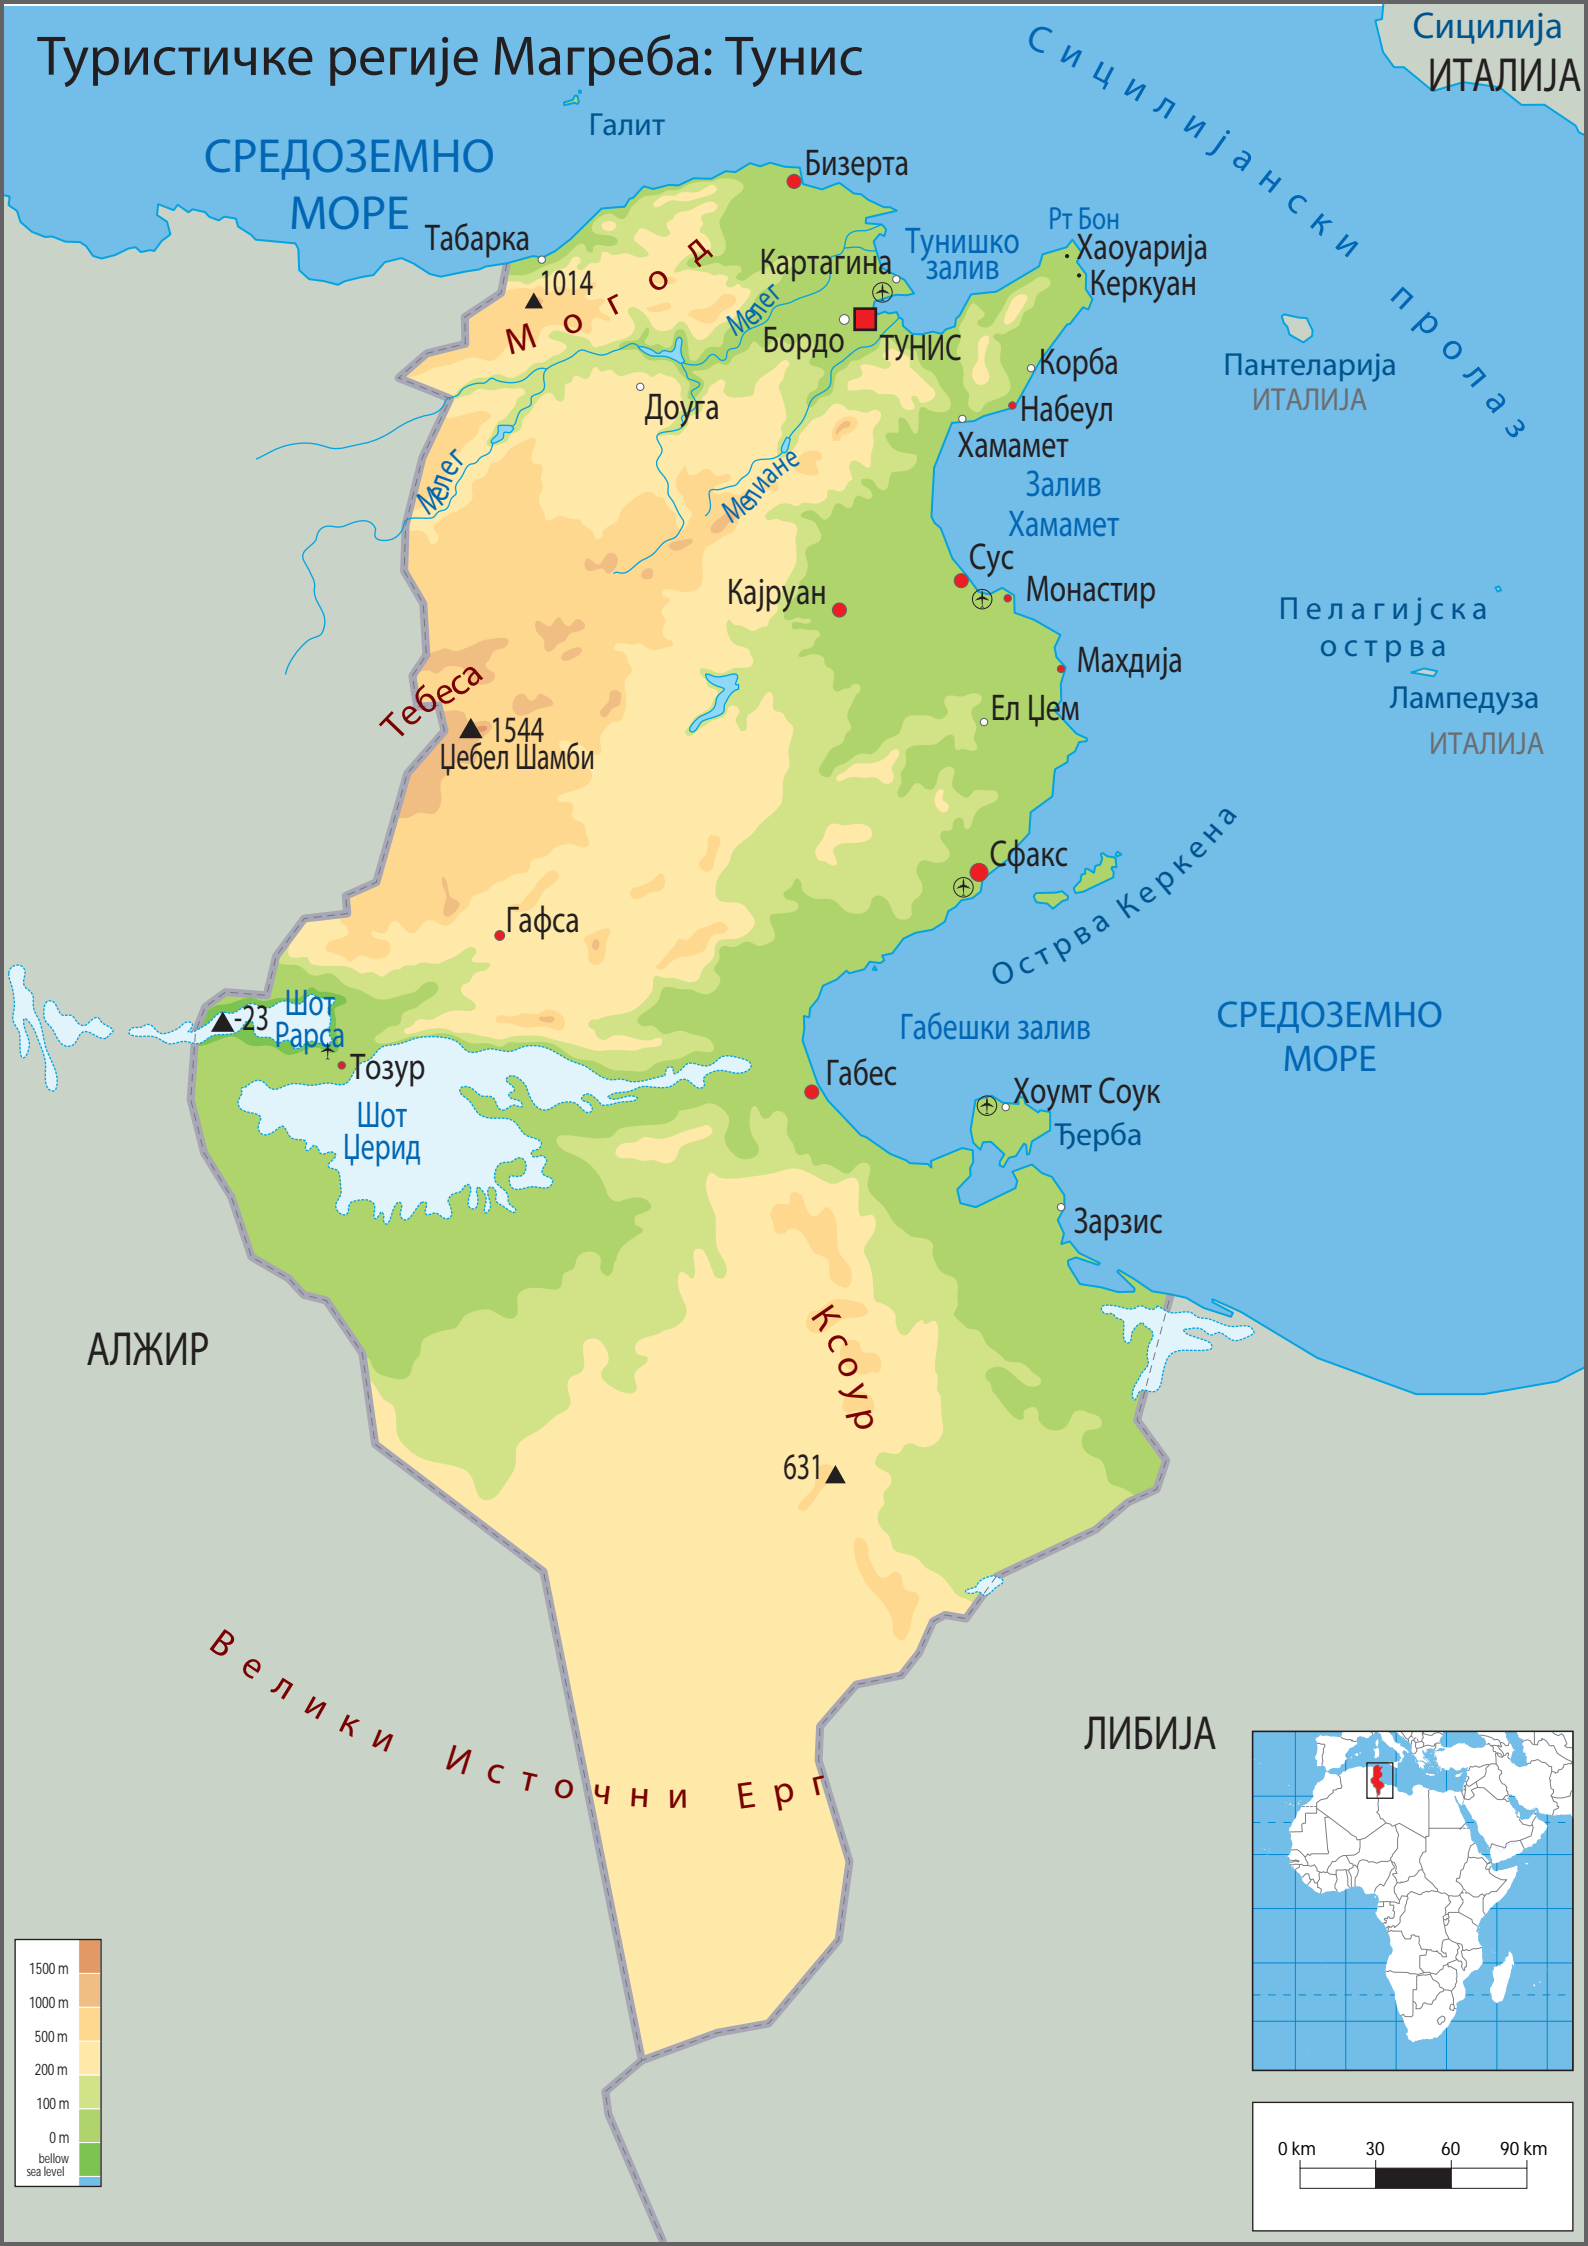 Туристичке регије Магреба: Тунис
Сицилија
ИТАЛИЈА
Сицилијански пролаз
Галит
СРЕДОЗЕМНО
МОРЕ
Бизерта
Табарка
1014
Могод
Тунишко
залив
Рт Бон
Хаоуарија
Керкуан
Картагина
Мелег
Бордо
ТУНИС
Корба
Пантеларија
ИТАЛИЈА
Доуга
Набеул
Хамамет
Мелег
Мелиане
Залив
Хамамет
Сус
Кајруан
Монастир
Пелагијска
острва
Махдија
Лампедуза
ИТАЛИЈА
Тебеса
1544
Џебел Шамби
Ел Џем
Сфакс
Острва Керкена
Гафса
Шот
Рарса
-23
Тозур
Габешки залив
СРЕДОЗЕМНО
МОРЕ
Габес
Хоумт Соук
Ђерба
Шот
Џерид
Зарзис
АЛЖИР
Ксоур
631
Велики Источни Ерг
ЛИБИЈА
1500 m
1000 m
500 m
200 m
100 m
0 m
bellow
sea level
0 km 30 60 90 km